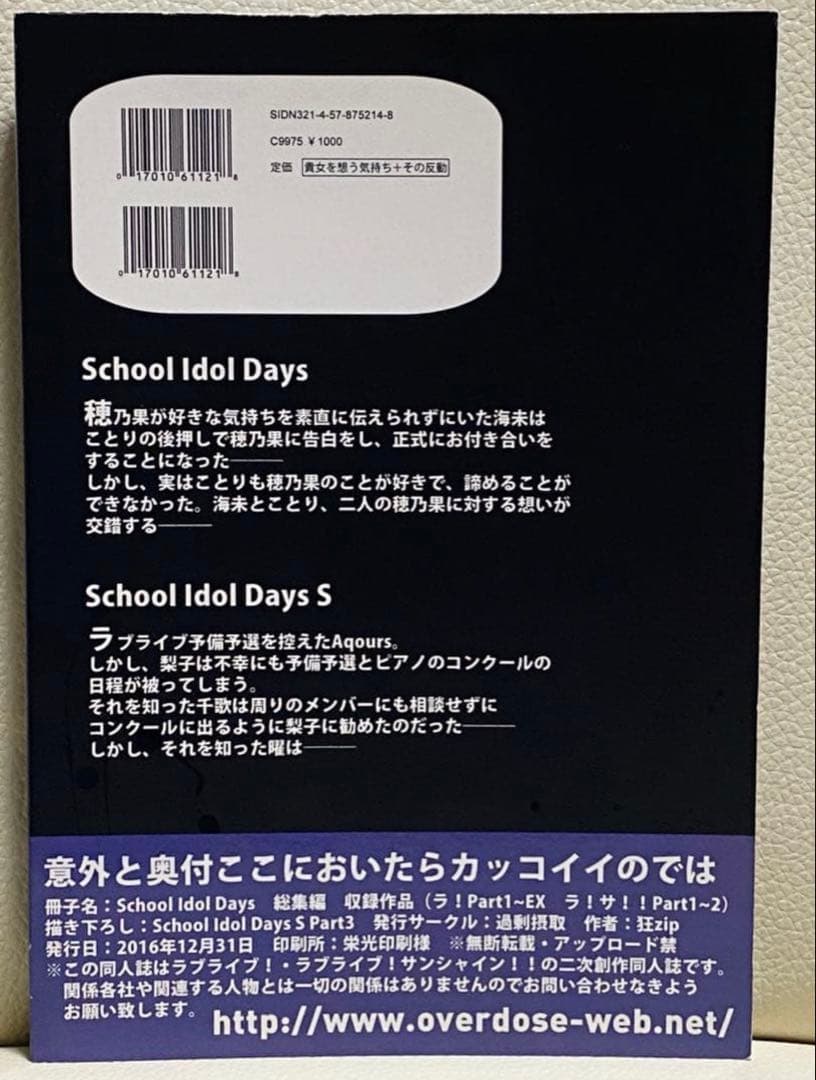 SIDN321-4-57-875214-8
C9975 ¥1000
定価 貴女を想う気持ち+その反動
0 17010 61121 8
0 17010 61121 8
School Idol Days
穂乃果が好きな気持ちを素直に伝えられずにいた海未は
ことりの後押しで穂乃果に告白をし、正式にお付き合いを
することになった―――
しかし、実はことりも穂乃果のことが好きで、諦めることが
できなかった。海未とことり、二人の穂乃果に対する想いが
交錯する―――
School Idol Days S
ラブライブ予備予選を控えたAqours。
しかし、梨子は不幸にも予備予選とピアノのコンクールの
日程が被ってしまう。
それを知った千歌は周りのメンバーにも相談せずに
コンクールに出るように梨子に勧めたのだった―――
しかし、それを知った曜は―――
意外と奥付ここにおいたらカッコイイのでは
冊子名：School Idol Days 総集編 収録作品（ラ！Part1~EX ラ！サ！！Part1~2）
描き下ろし：School Idol Days S Part3 発行サークル：過剰摂取 作者：狂zip
発行日：2016年12月31日 印刷所：栄光印刷様 ※無断転載・アップロード禁
※この同人誌はラブライブ！・ラブライブ！サンシャイン！！の二次創作同人誌です。
関係各社や関連する人物とは一切の関係はありませんのでお問い合わせなきよう
お願い致します。
http://www.overdose-web.net/